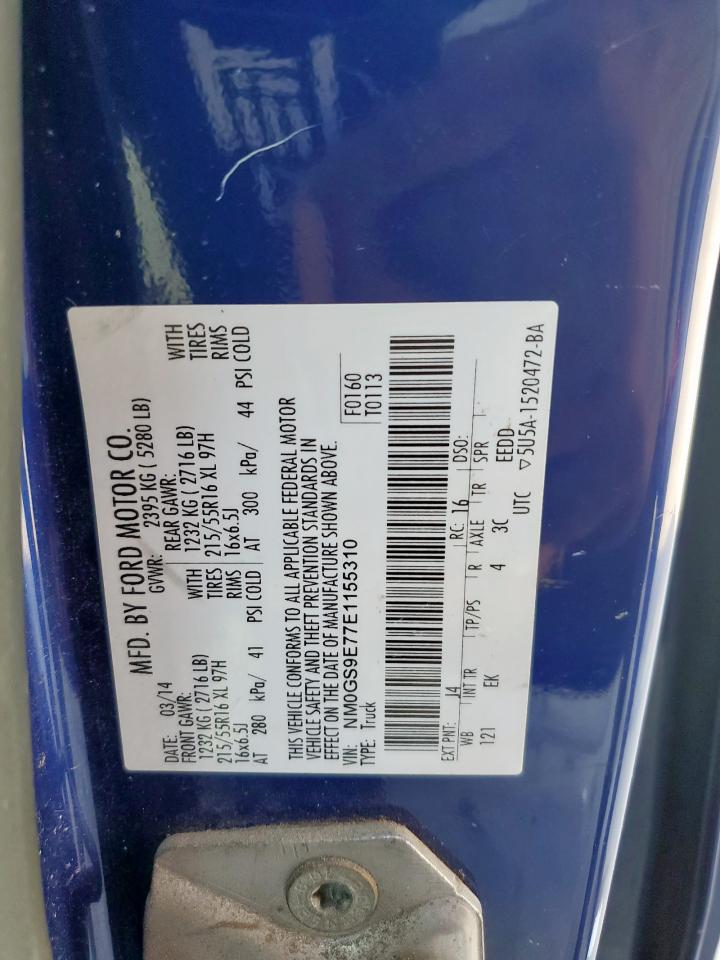 MFD. BY FORD MOTOR CO.
DATE: 03/14 GVWR: 2395 KG ( 5280 LB)
FRONT GAWR: REAR GAWR:
1232 KG ( 2716 LB) WITH 1232 KG ( 2716 LB) WITH
215/55R16 XL 97H TIRES 215/55R16 XL 97H TIRES
16x6.5J RIMS 16x6.5J RIMS
AT 280 kPa/ 41 PSI COLD AT 300 kPa/ 44 PSI COLD
THIS VEHICLE CONFORMS TO ALL APPLICABLE FEDERAL MOTOR
VEHICLE SAFETY AND THEFT PREVENTION STANDARDS IN
EFFECT ON THE DATE OF MANUFACTURE SHOWN ABOVE.
VIN: NM0GS9E77E1155310 F0160
TYPE: Truck T0113
EXT PNT: J4 RC: 16 DSO:
WB INT TR TP/PS R AXLE TR SPR
121 EK 4 3C EEDD
UTC ▽5U5A-1520472-BA